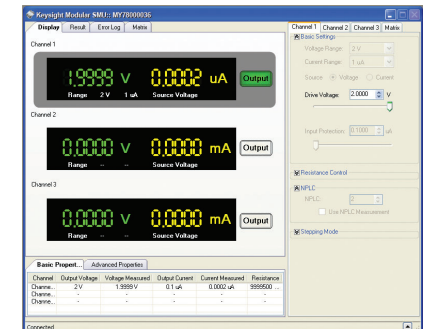 Keysight Modular SMU:: MY78000036
Display Result Error Log Matrix
Channel 1 Channel 2 Channel 3 Matrix
Basic Settings
Voltage Range: 2 V
Current Range: 1 uA
Source Voltage Current
Drive Voltage: 2.0000 V
Input Protection: 0.1000 uA
Resistance Control
NPLC
NPLC: 2
Use NPLC Measurement
Stepping Mode
Channel 1
1.9999 V 0.0002 uA Output
Range 2 V 1 uA Source Voltage
Channel 2
0.0000 V 0.0000 mA Output
Range -- -- Source Voltage
Channel 3
0.0000 V 0.0000 mA Output
Range -- -- Source Voltage
Basic Propert... Advanced Properties
Channel Output Voltage Voltage Measured Output Current Current Measured Resistance
Channe... 2 V 1.9999 V 0.1 uA 0.0002 uA 9999500 ...
Channe... - - - - -
Channe... - - - - -
Connected